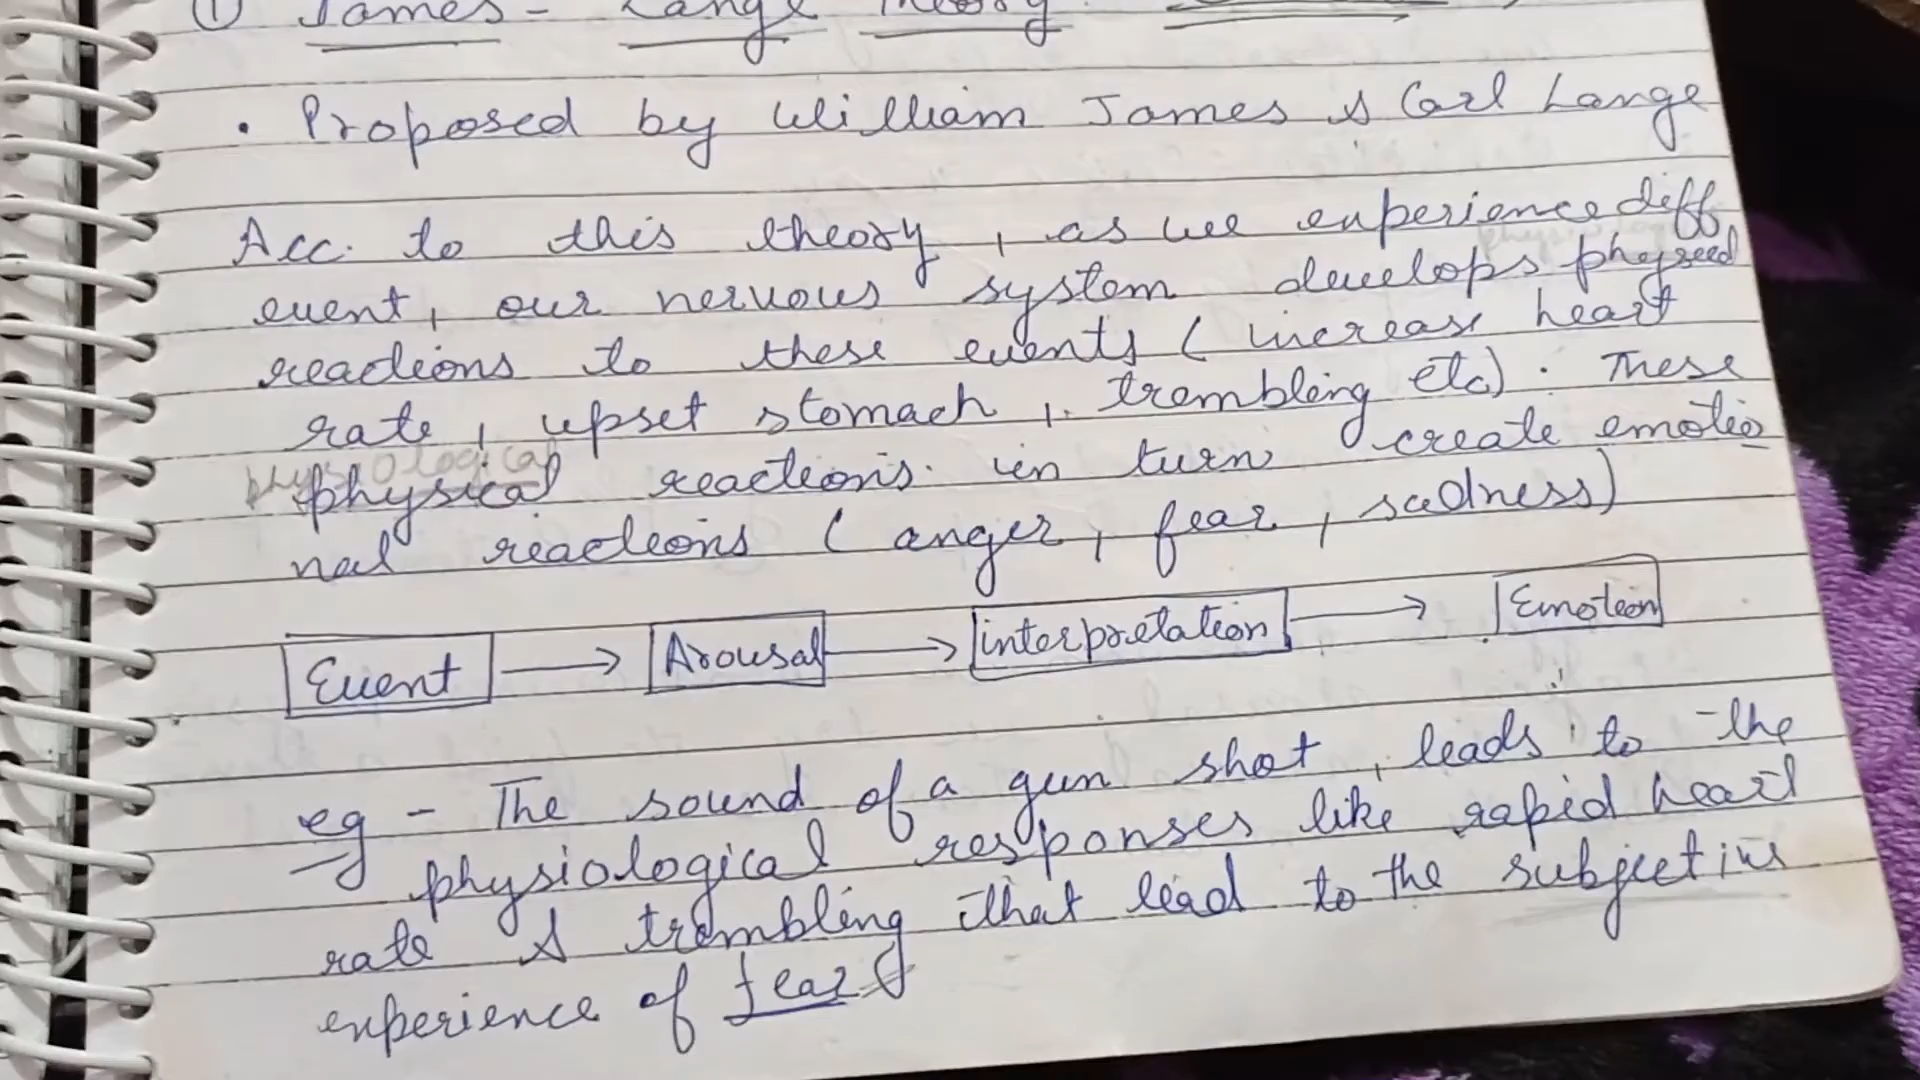 ① James - Lange Theory
• Proposed by William James & Carl Lange
Acc. to this theory, as we experience diff
event, our nervous system develops
reactions to these events (increase heart
rate, upset stomach, trembling etc). These
physiological
physical reactions in turn create emotio
nal reactions (anger, fear, sadness)
Event → Arousal → interpretation → Emotion
eg - The sound of a gun shot, leads to the
physiological responses like rapid heart
rate & trembling that lead to the subjective
experience of fear